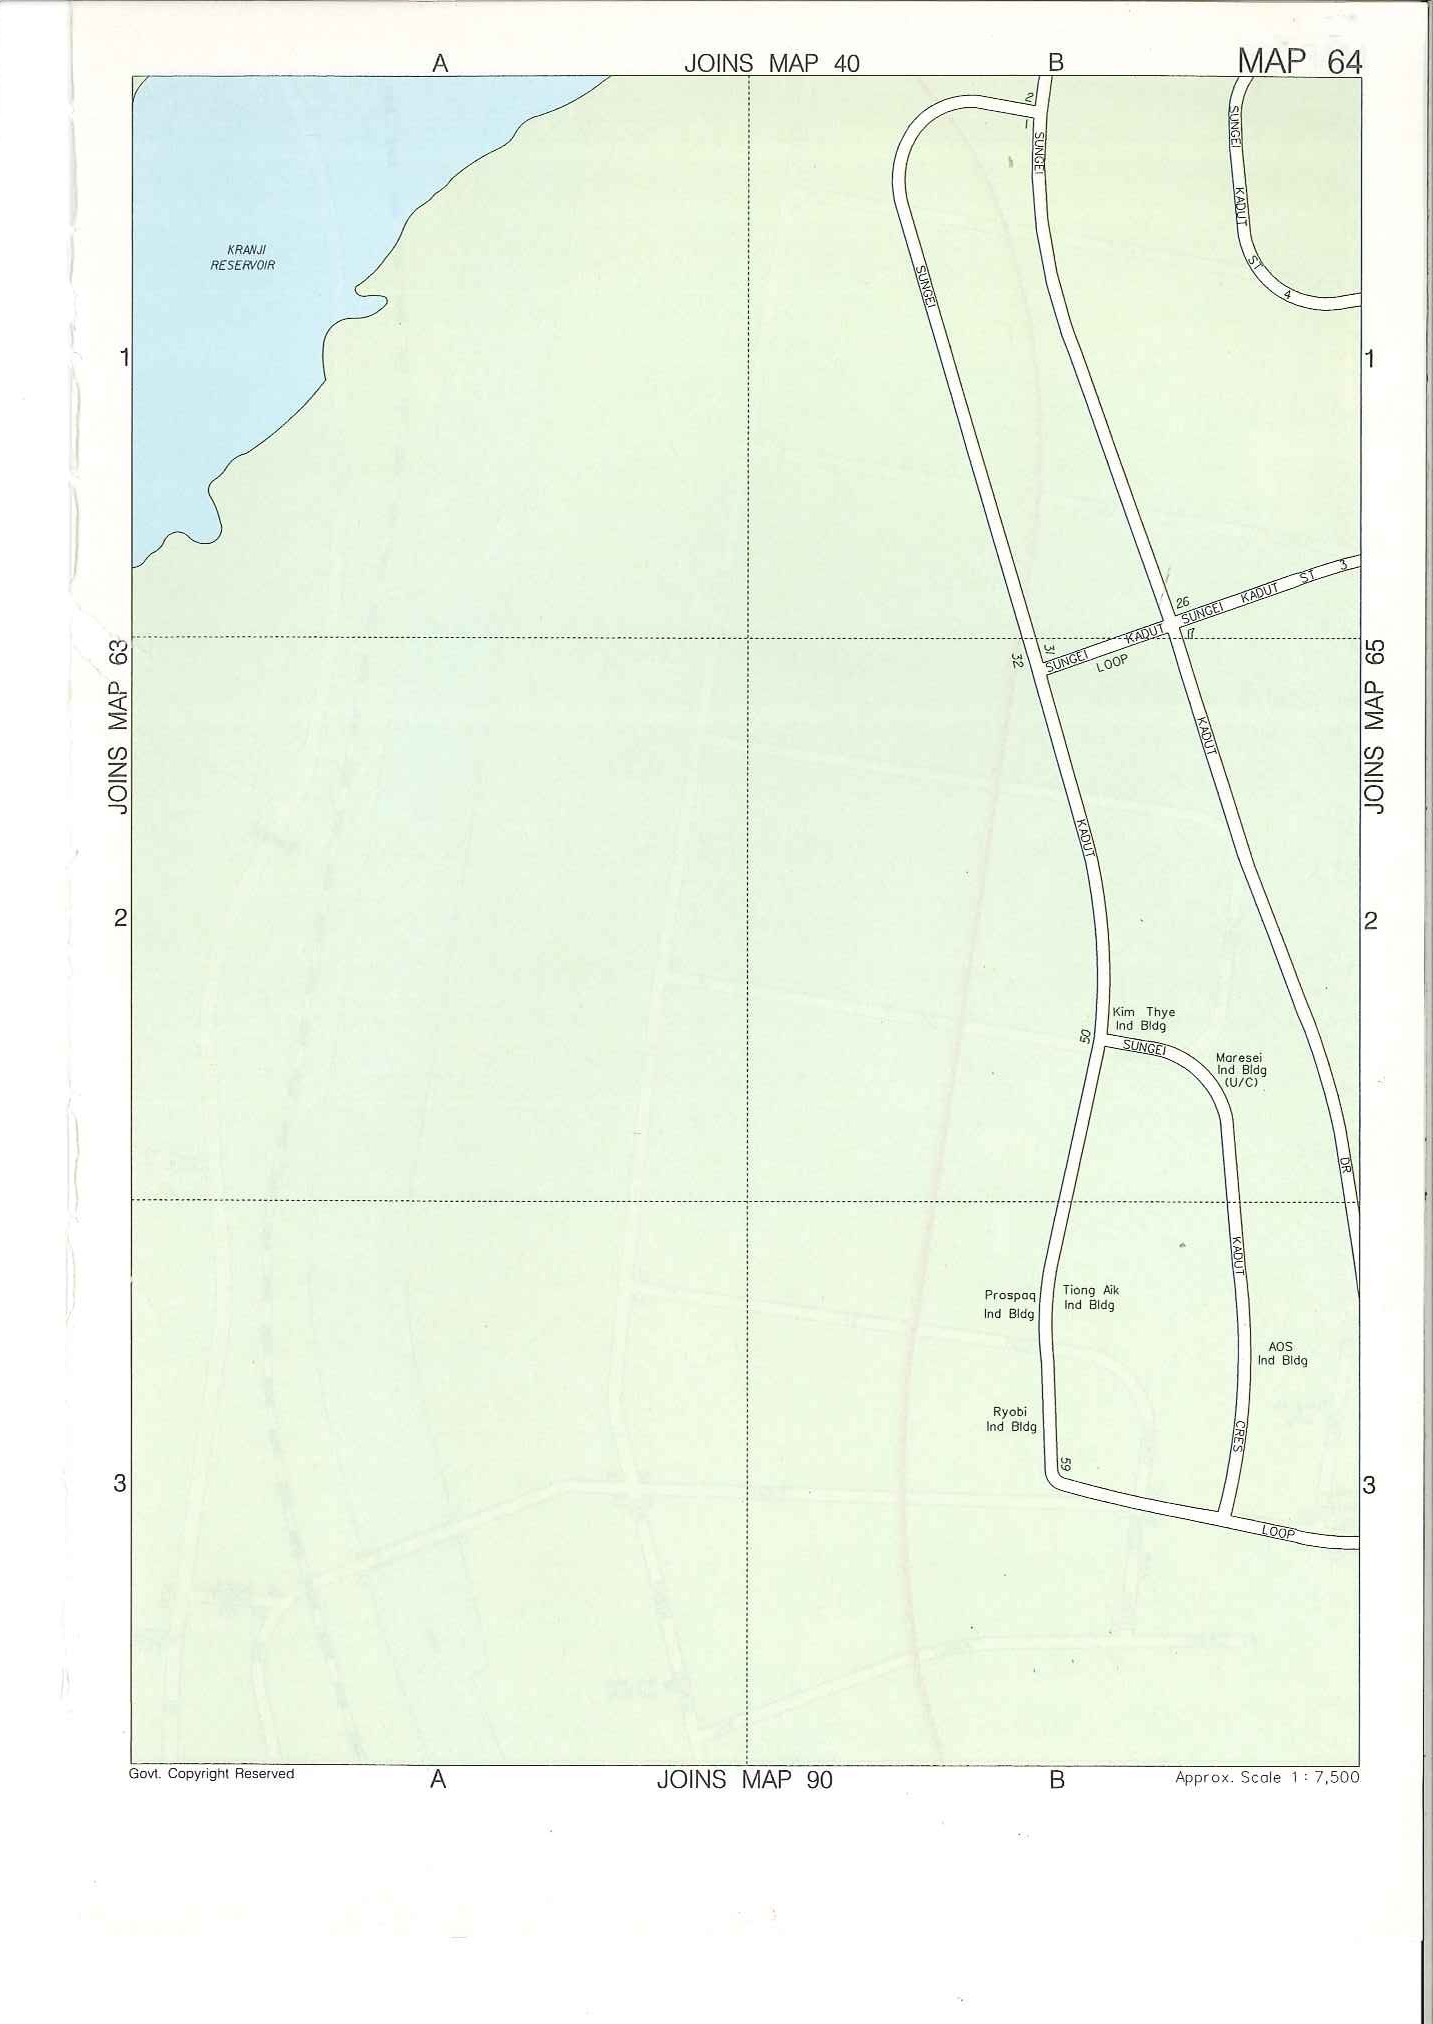 A JOINS MAP 40 B MAP 64
2
1
SUNGEI
SUNGEI
KADUT
ST
4
KRANJI
RESERVOIR
SUNGEI
1 1
26
SUNGEI KADUT ST 3
17
JOINS MAP 63
JOINS MAP 65
32
31
SUNGEI KADUT
LOOP
KADUT
KADUT
2 2
Kim Thye
Ind Bldg
50
SUNGEI
Maresei
Ind Bldg
(U/C)
DR
KADUT
Prospaq
Ind Bldg
Tiong Aik
Ind Bldg
AOS
Ind Bldg
Ryobi
Ind Bldg
CRES
59
3 3
LOOP
Govt. Copyright Reserved A JOINS MAP 90 B Approx. Scale 1 : 7,500